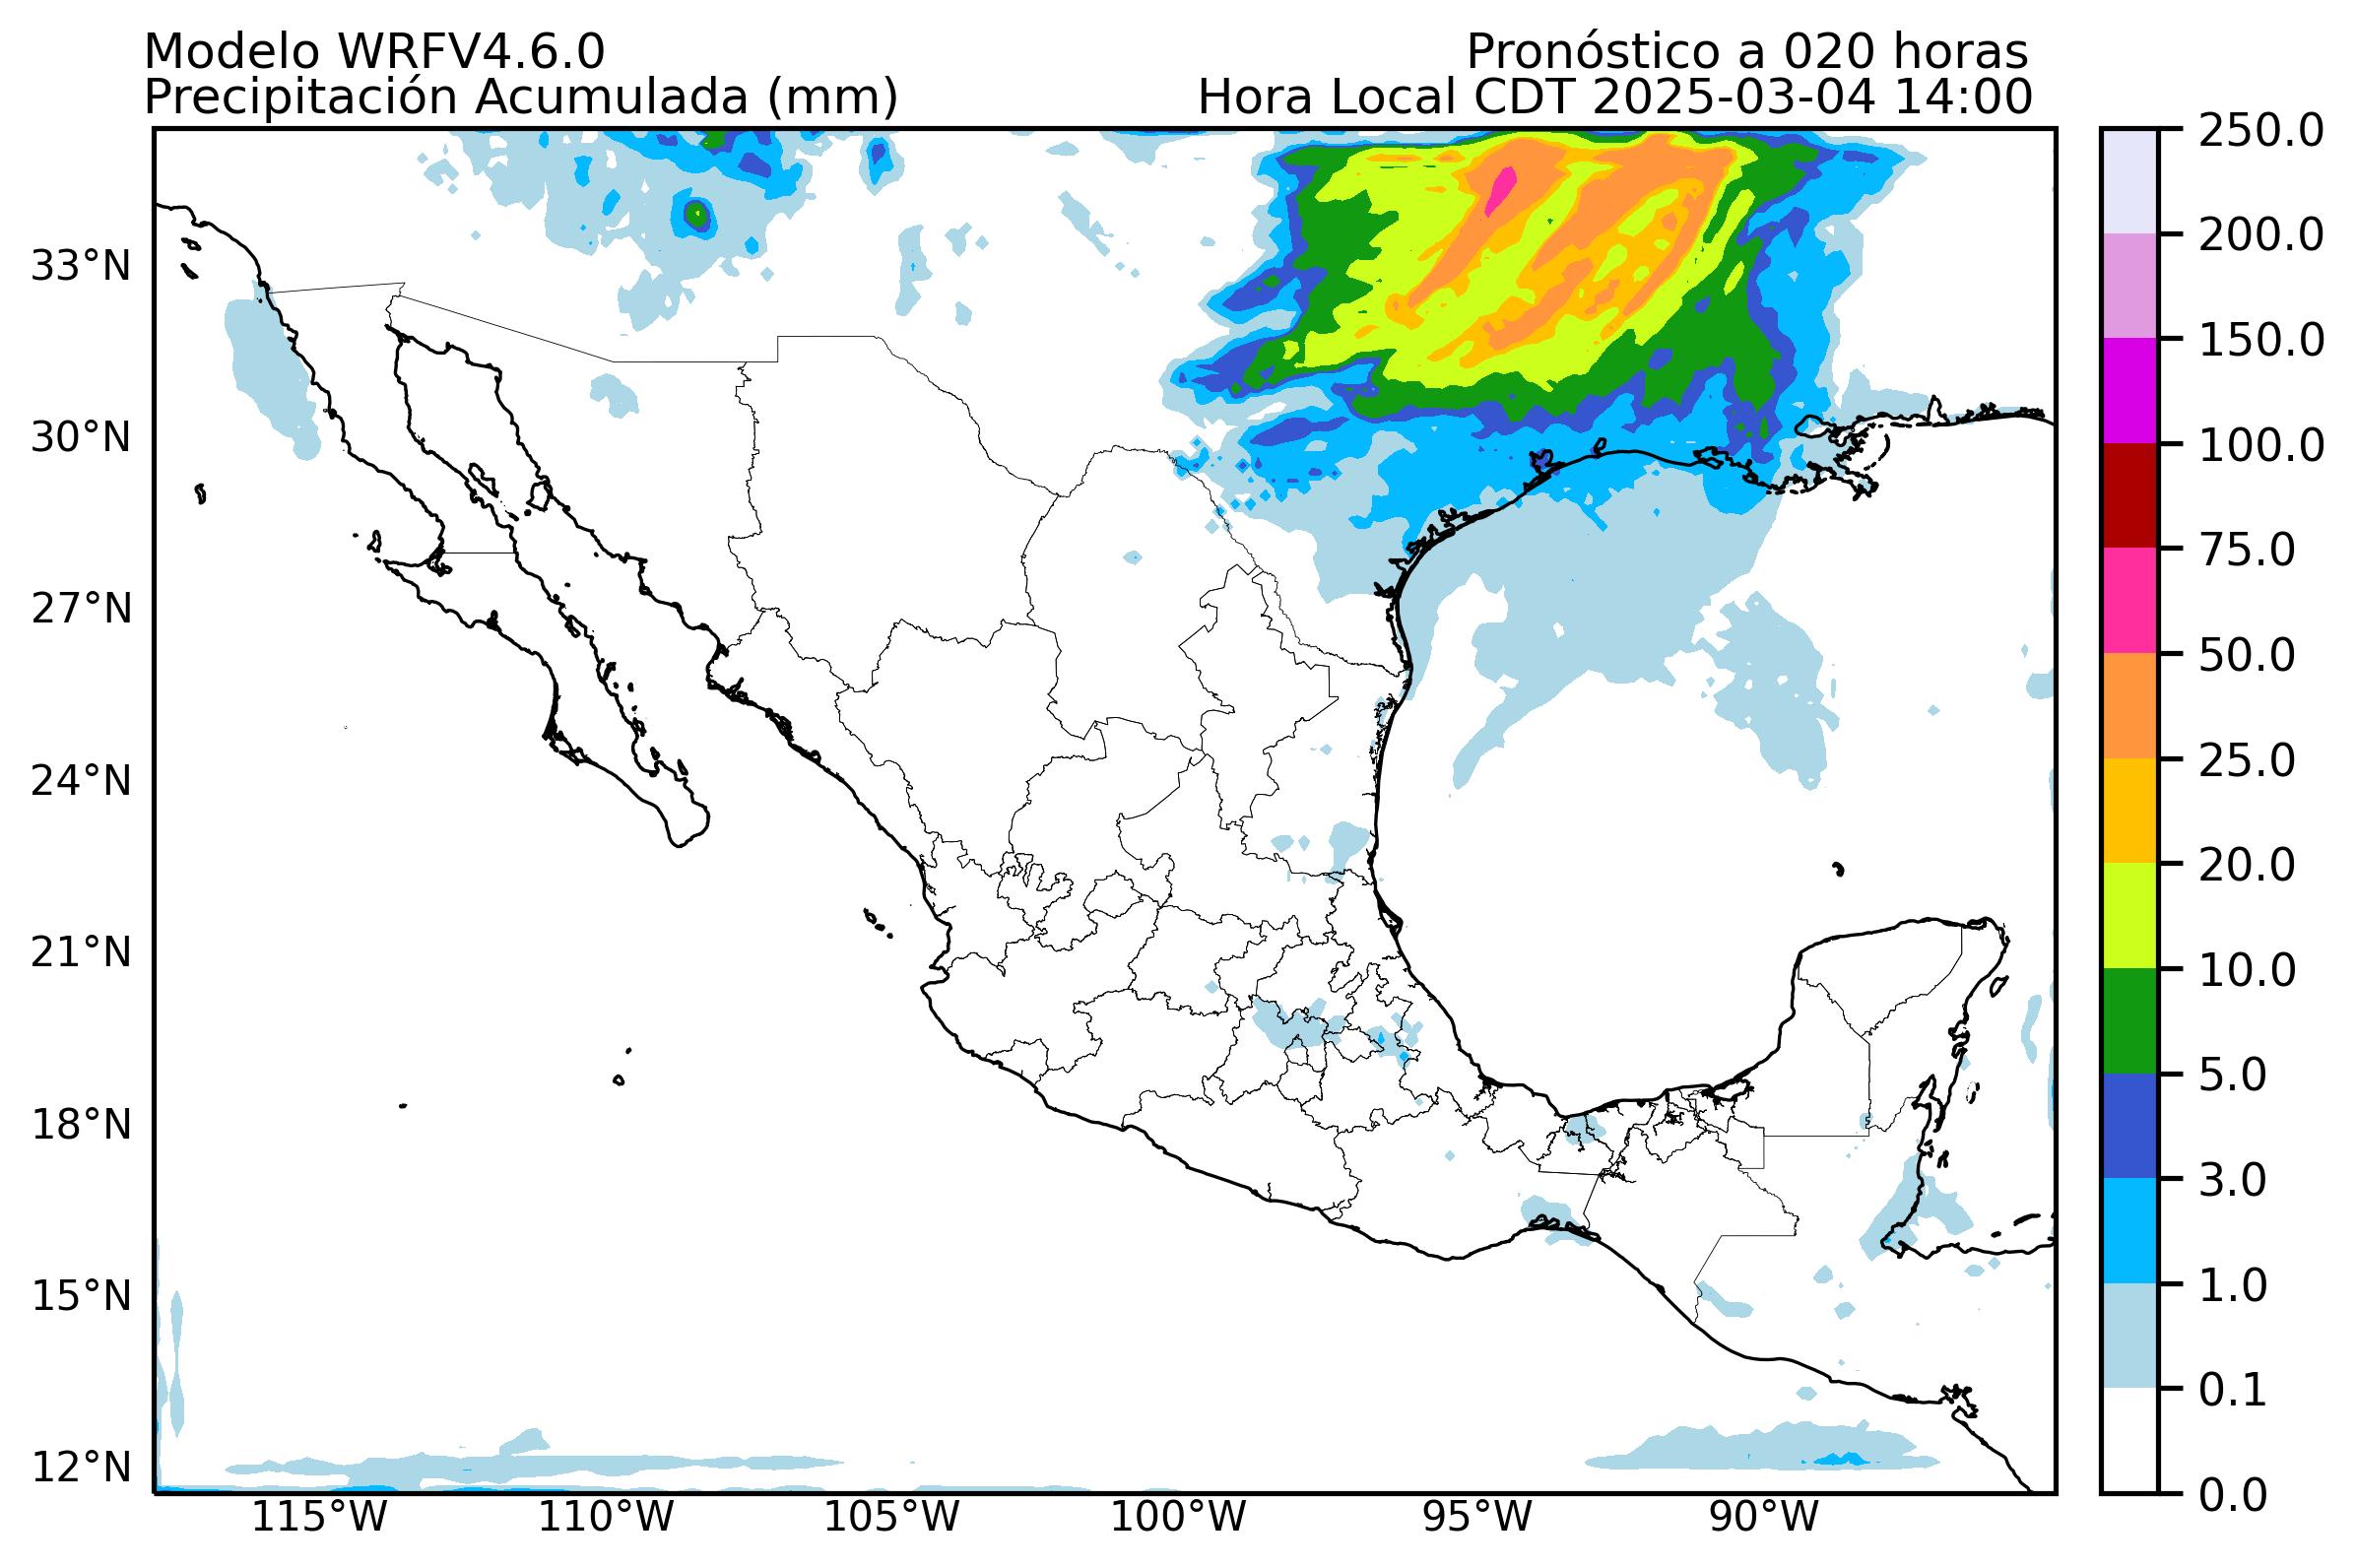 Modelo WRFV4.6.0
Pronóstico a 020 horas
Precipitación Acumulada (mm)
Hora Local CDT 2025-03-04 14:00
250.0
200.0
150.0
100.0
75.0
50.0
25.0
20.0
10.0
5.0
3.0
1.0
0.1
0.0
33°N
30°N
27°N
24°N
21°N
18°N
15°N
12°N
115°W
110°W
105°W
100°W
95°W
90°W